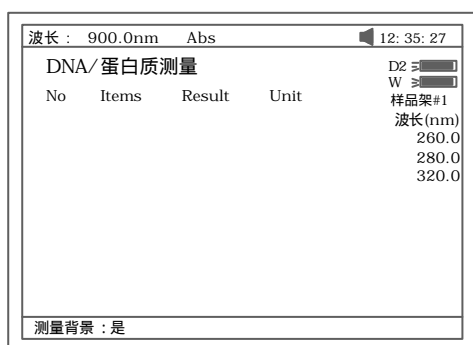 波长： 900.0nm Abs 12: 35: 27
DNA/蛋白质测量
D2
W
No Items Result Unit
样品架#1
波长(nm)
260.0
280.0
320.0
测量背景：是